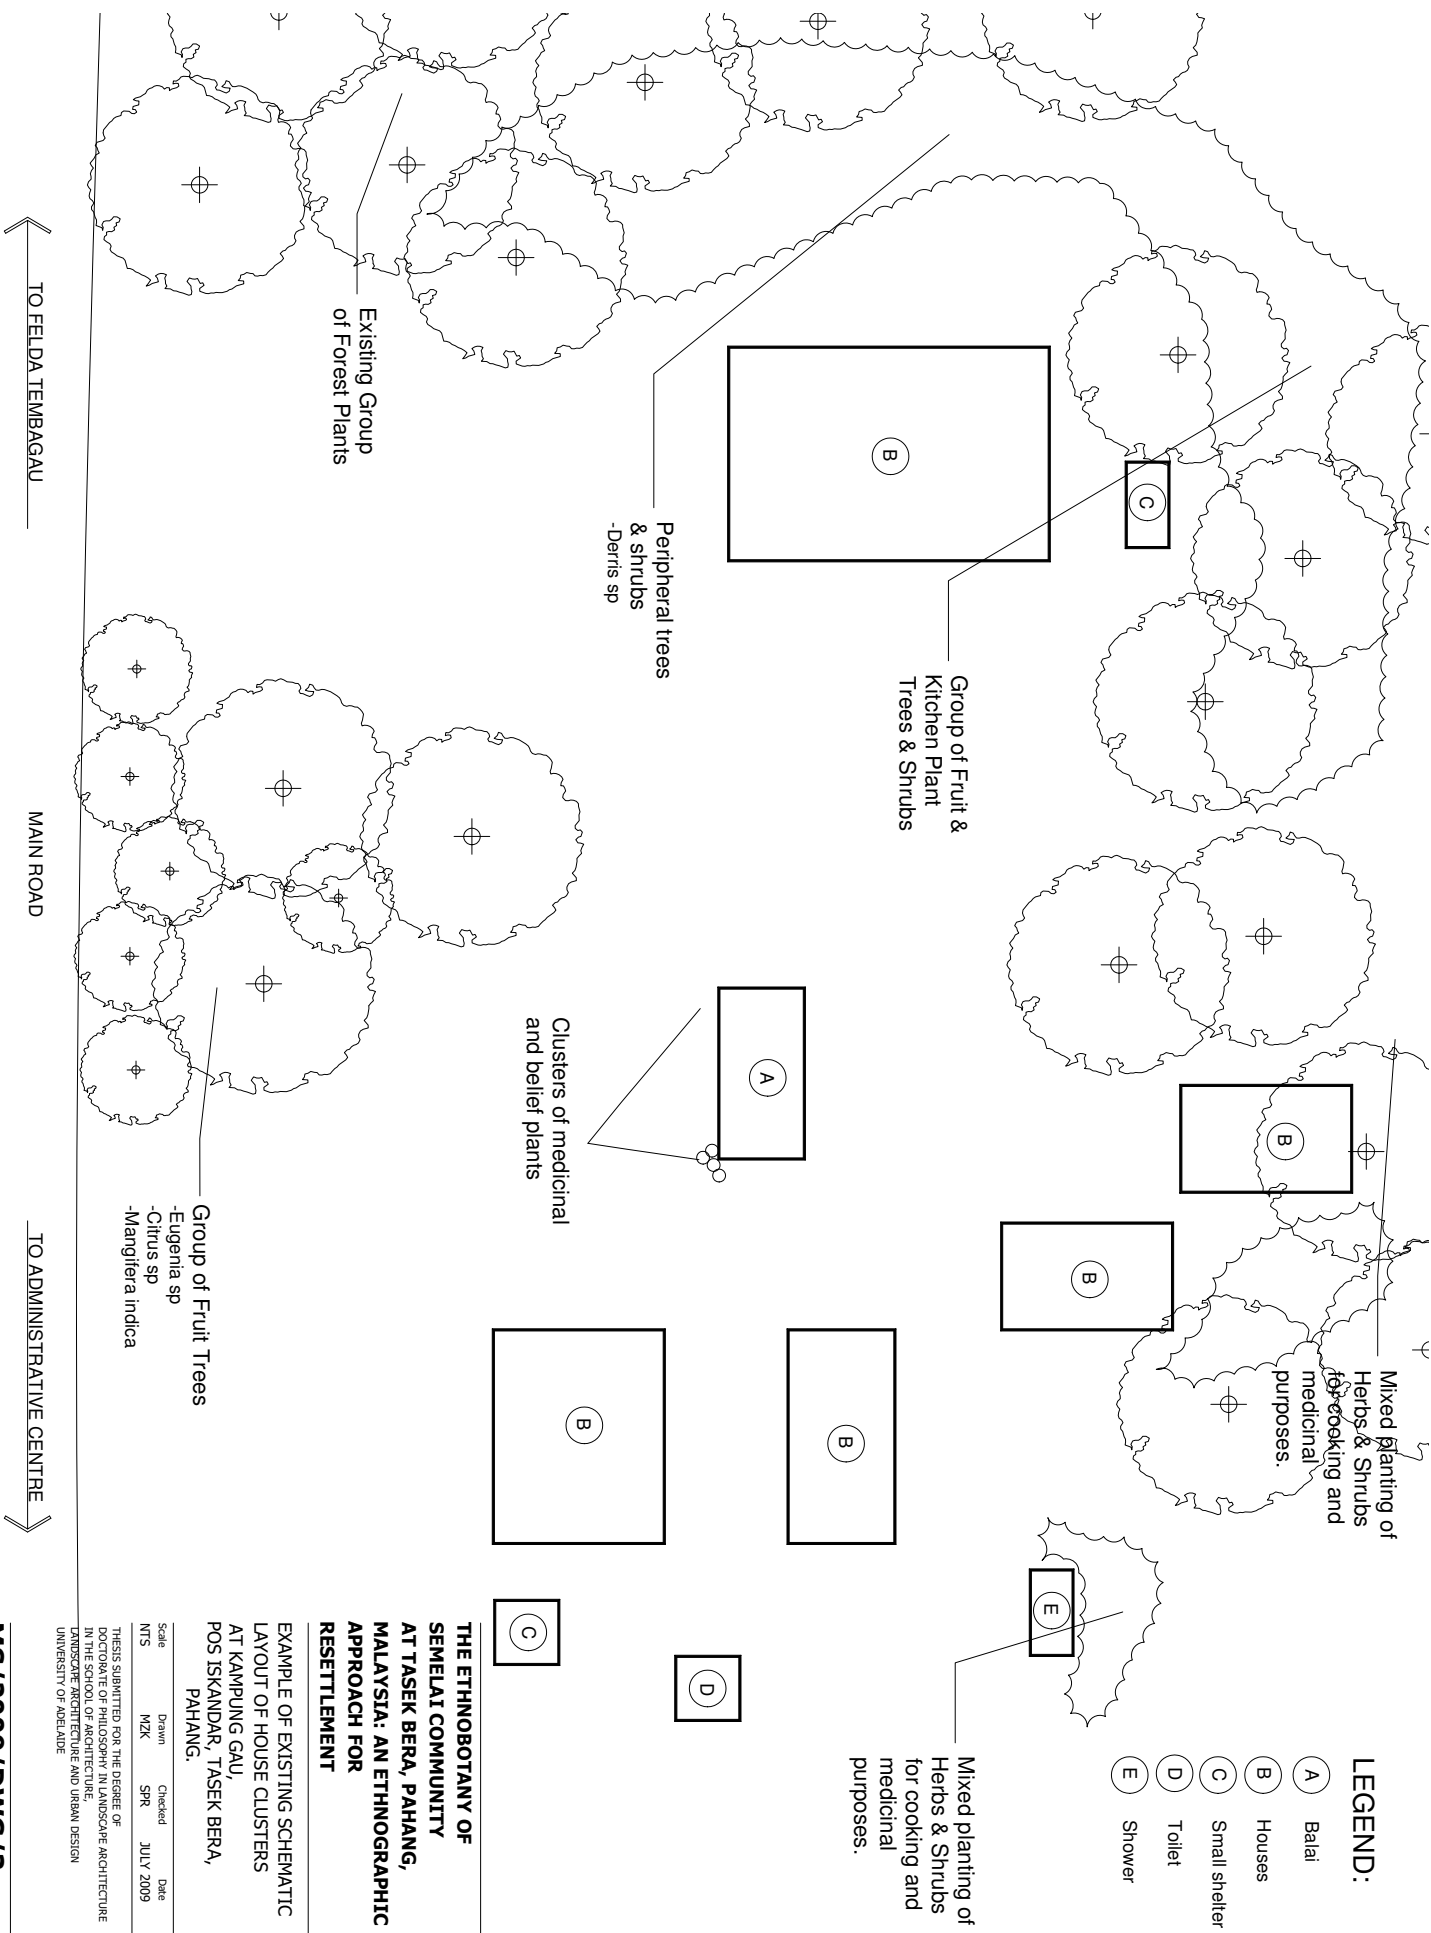 LEGEND:
A Balai
B Houses
C Small shelter
D Toilet
E Shower
Mixed planting of
Herbs & Shrubs
for cooking and
medicinal
purposes.
Mixed planting of
Herbs & Shrubs
for cooking and
medicinal
purposes.
Group of Fruit &
Kitchen Plant
Trees & Shrubs
Peripheral trees
& shrubs
-Derris sp
Existing Group
of Forest Plants
Clusters of medicinal
and belief plants
Group of Fruit Trees
-Eugenia sp
-Citrus sp
-Mangifera indica
B
C
B
B
A
B
B
E
D
C
TO FELDA TEMBAGAU
MAIN ROAD
TO ADMINISTRATIVE CENTRE
THE ETHNOBOTANY OF
SEMELAI COMMUNITY
AT TASEK BERA, PAHANG,
MALAYSIA: AN ETHNOGRAPHIC
APPROACH FOR
RESETTLEMENT
EXAMPLE OF EXISTING SCHEMATIC
LAYOUT OF HOUSE CLUSTERS
AT KAMPUNG GAU,
POS ISKANDAR, TASEK BERA,
PAHANG.
Scale Drawn Checked Date
NTS MZK SPR JULY 2009
THESIS SUBMITTED FOR THE DEGREE OF
DOCTORATE OF PHILOSOPHY IN LANDSCAPE ARCHITECTURE
IN THE SCHOOL OF ARCHITECTURE,
LANDSCAPE ARCHITECTURE AND URBAN DESIGN
UNIVERSITY OF ADELAIDE